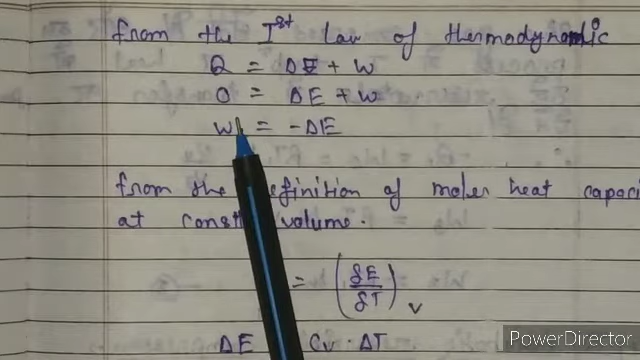 from the Ist law of thermodynamic
Q = ΔE + W
0 = ΔE + W
W = -ΔE
from the definition of moler heat capaci
at const volume.
= (δE/δT)v
ΔE Cv · ΔT
PowerDirector